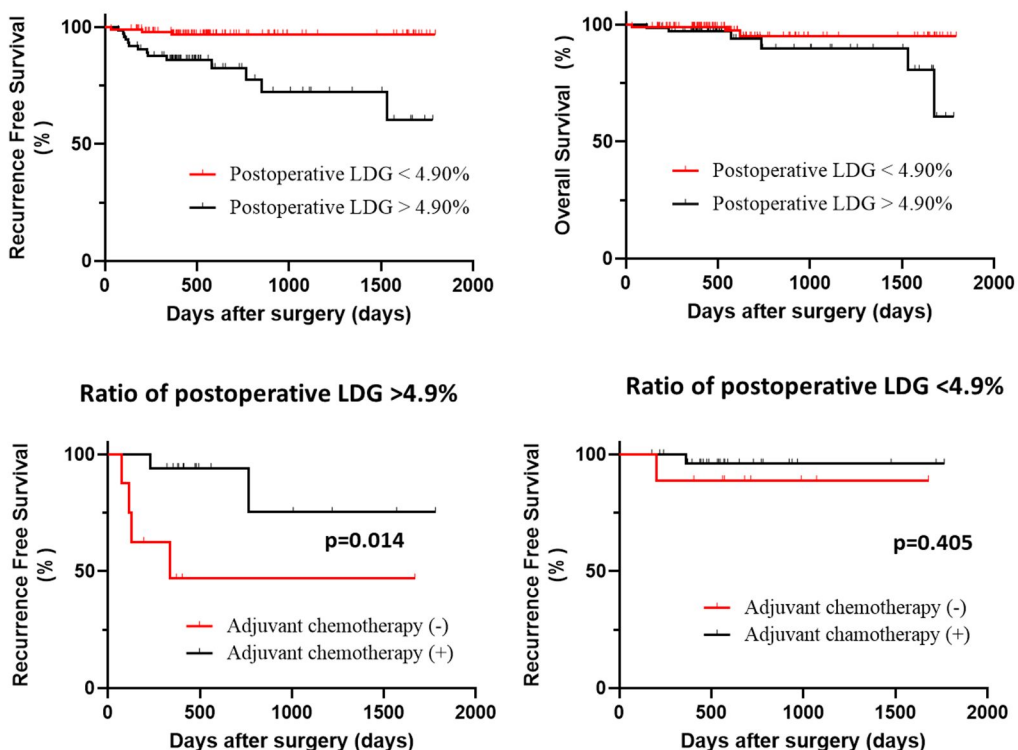 100
50
0
Recurrence Free Survival
(% )
Postoperative LDG < 4.90%
Postoperative LDG > 4.90%
0 500 1000 1500 2000
Days after surgery (days)
100
50
0
Overall Survival (% )
Postoperative LDG < 4.90%
Postoperative LDG > 4.90%
0 500 1000 1500 2000
Days after surgery (days)
Ratio of postoperative LDG >4.9%
100
50
0
Recurrence Free Survival
(% )
p=0.014
Adjuvant chemotherapy (-)
Adjuvant chemotherapy (+)
0 500 1000 1500 2000
Days after surgery (days)
Ratio of postoperative LDG <4.9%
100
50
0
Recurrence Free Survival
(% )
p=0.405
Adjuvant chemotherapy (-)
Adjuvant chamotherapy (+)
0 500 1000 1500 2000
Days after surgery (days)